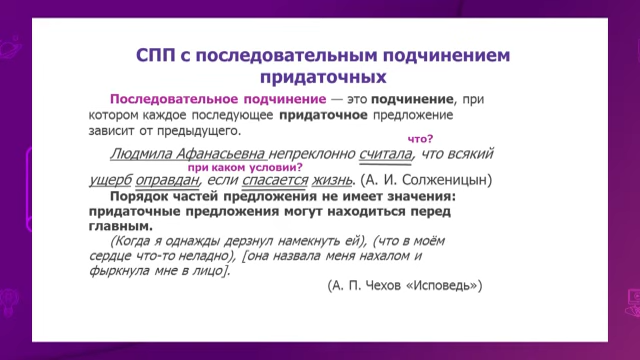 СПП с последовательным подчинением
придаточных
Последовательное подчинение — это подчинение, при
котором каждое последующее придаточное предложение
зависит от предыдущего.
что?
Людмила Афанасьевна непреклонно считала, что всякий
при каком условии?
ущерб оправдан, если спасается жизнь. (А. И. Солженицын)
Порядок частей предложения не имеет значения:
придаточные предложения могут находиться перед
главным.
(Когда я однажды дерзнул намекнуть ей), (что в моём
сердце что-то неладно), [она назвала меня нахалом и
фыркнула мне в лицо].
(А. П. Чехов «Исповедь»)